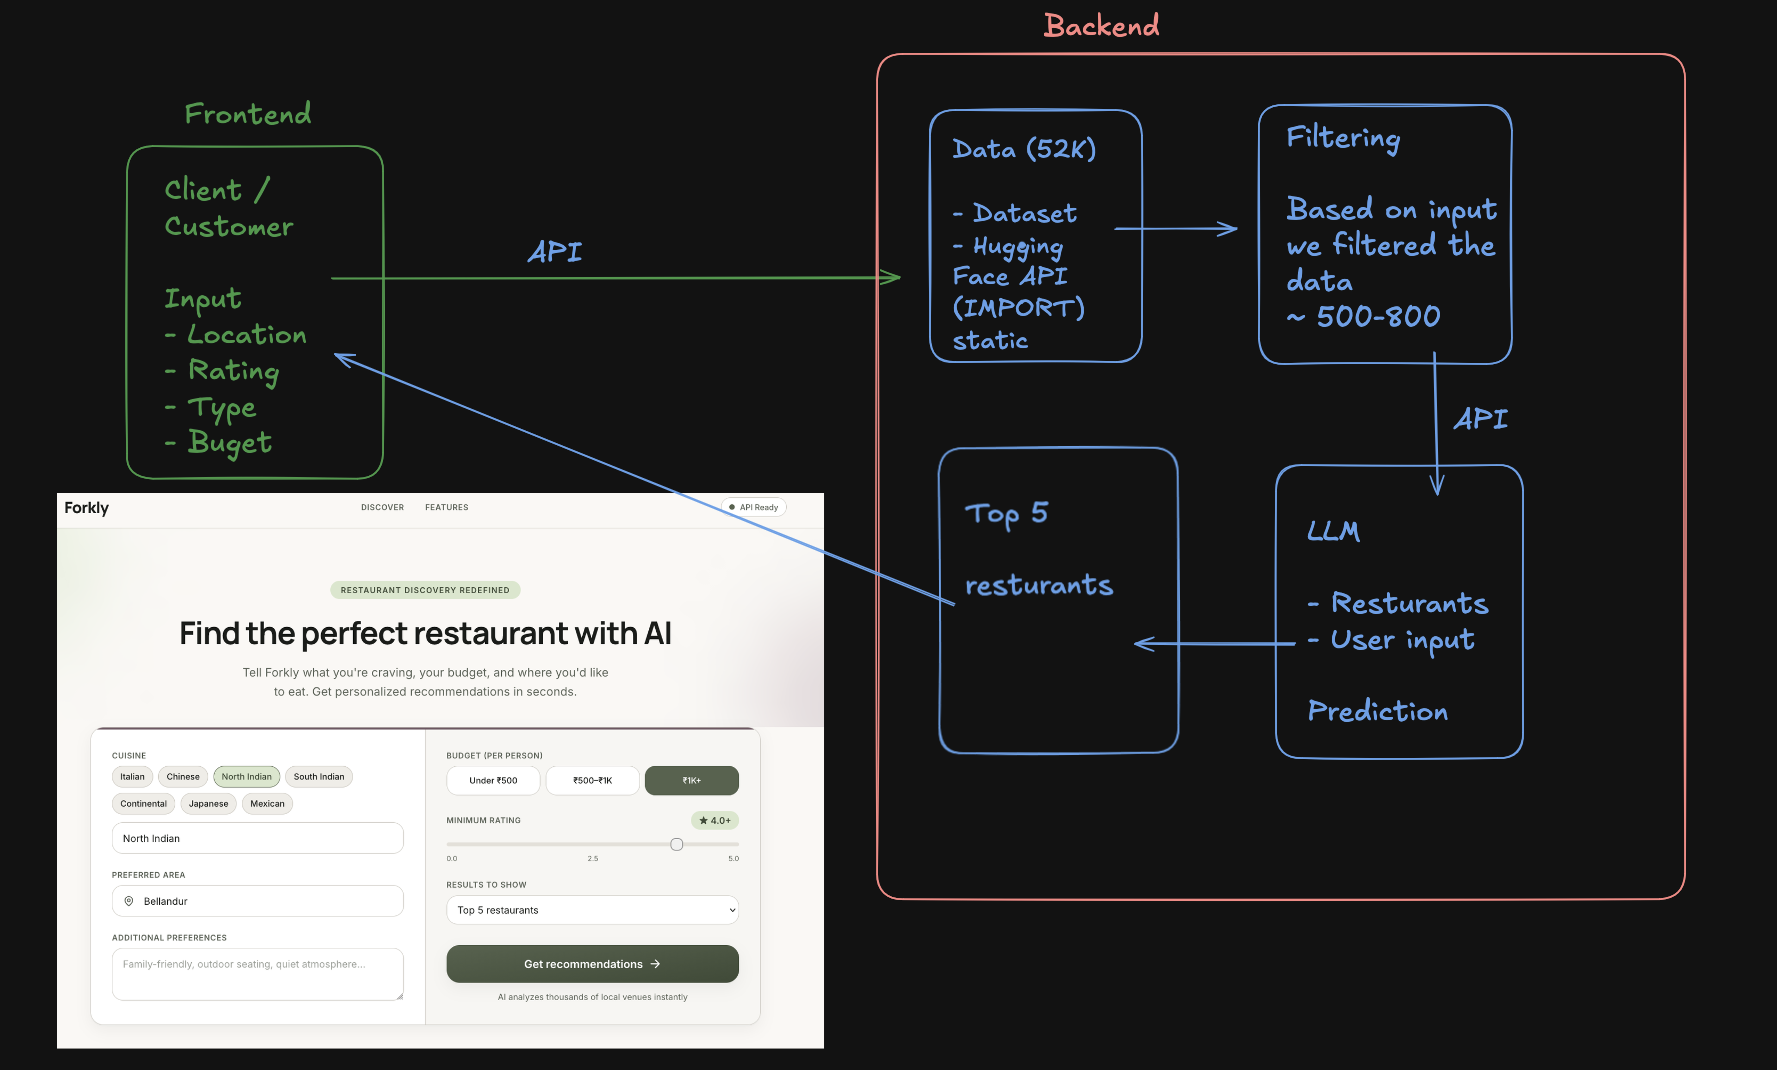 Backend
Frontend
Client /
Customer
Input
- Location
- Rating
- Type
- Buget
API
Data (52K)
- Dataset
- Hugging
Face API
(IMPORT)
static
Filtering
Based on input
we filtered the
data
~ 500-800
API
LLM
- Resturants
- User input
Prediction
Top 5
resturants
Forkly
DISCOVER
FEATURES
API Ready
RESTAURANT DISCOVERY REDEFINED
Find the perfect restaurant with AI
Tell Forkly what you're craving, your budget, and where you'd like
to eat. Get personalized recommendations in seconds.
CUISINE
Italian Chinese North Indian South Indian
Continental Japanese Mexican
North Indian
PREFERRED AREA
Bellandur
ADDITIONAL PREFERENCES
Family-friendly, outdoor seating, quiet atmosphere...
BUDGET (PER PERSON)
Under ₹500 ₹500–₹1K ₹1K+
MINIMUM RATING ★ 4.0+
0.0 2.5 5.0
RESULTS TO SHOW
Top 5 restaurants
Get recommendations →
AI analyzes thousands of local venues instantly